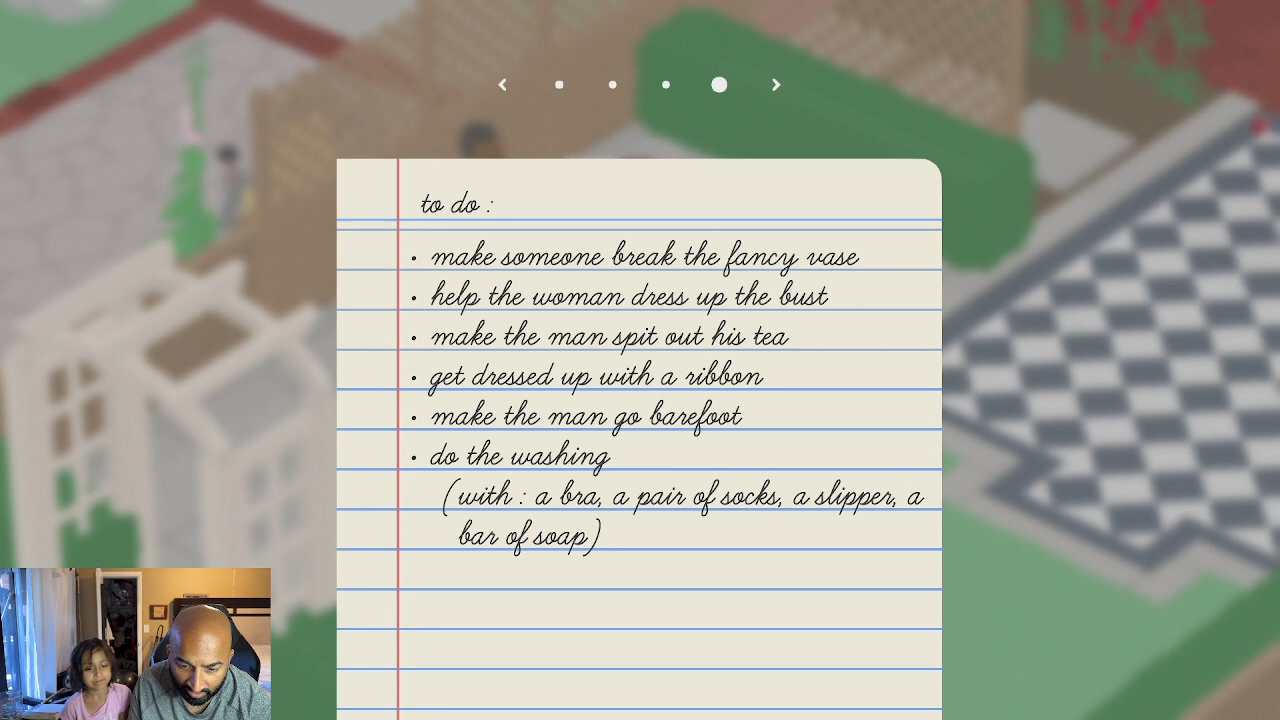 to do :
• make someone break the fancy vase
• help the woman dress up the bust
• make the man spit out his tea
• get dressed up with a ribbon
• make the man go barefoot
• do the washing
(with : a bra, a pair of socks, a slipper, a
bar of soap)